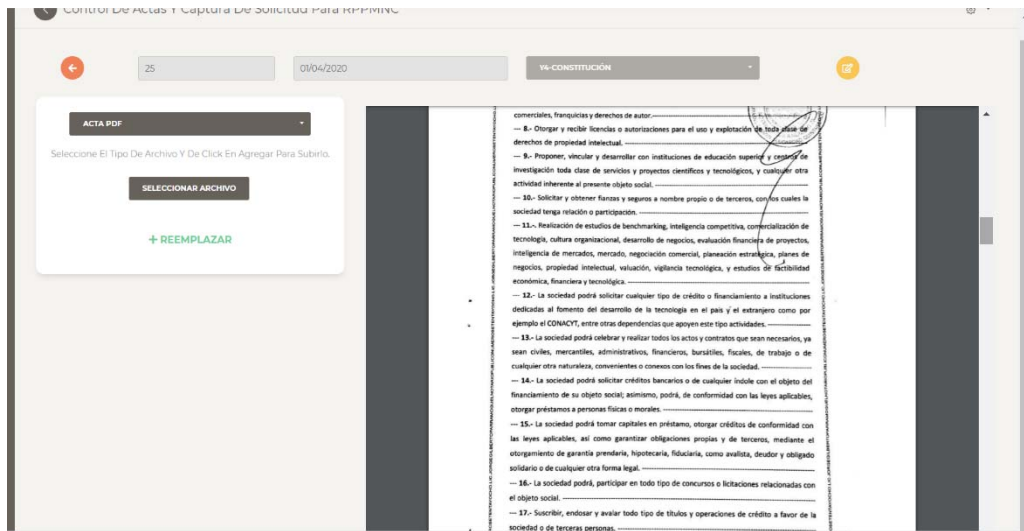 Control De Actas Y Captura De Solicitud Para RPPMNC
25
01/04/2020
Y4-CONSTITUCIÓN
ACTA PDF
Seleccione El Tipo De Archivo Y De Click En Agregar Para Subirlo.
SELECCIONAR ARCHIVO
+ REEMPLAZAR
comerciales, franquicias y derechos de autor.
— 8.- Otorgar y recibir licencias o autorizaciones para el uso y explotación de toda clase de
derechos de propiedad intelectual.
— 9.- Proponer, vincular y desarrollar con instituciones de educación superior y centros de
investigación toda clase de servicios y proyectos científicos y tecnológicos, y cualquier otra
actividad inherente al presente objeto social.
— 10.- Solicitar y obtener fianzas y seguros a nombre propio o de terceros, con los cuales la
sociedad tenga relación o participación.
— 11.-. Realización de estudios de benchmarking, inteligencia competitiva, comercialización de
tecnología, cultura organizacional, desarrollo de negocios, evaluación financiera de proyectos,
inteligencia de mercados, mercado, negociación comercial, planeación estratégica, planes de
negocios, propiedad intelectual, valuación, vigilancia tecnológica, y estudios de factibilidad
económica, financiera y tecnológica.
— 12.- La sociedad podrá solicitar cualquier tipo de crédito o financiamiento a instituciones
dedicadas al fomento del desarrollo de la tecnología en el país y el extranjero como por
ejemplo el CONACYT, entre otras dependencias que apoyen este tipo actividades.
— 13.- La sociedad podrá celebrar y realizar todos los actos y contratos que sean necesarios, ya
sean civiles, mercantiles, administrativos, financieros, bursátiles, fiscales, de trabajo o de
cualquier otra naturaleza, convenientes o conexos con los fines de la sociedad.
— 14.- La sociedad podrá solicitar créditos bancarios o de cualquier índole con el objeto del
financiamiento de su objeto social; asimismo, podrá, de conformidad con las leyes aplicables,
otorgar préstamos a personas físicas o morales.
— 15.- La sociedad podrá tomar capitales en préstamo, otorgar créditos de conformidad con
las leyes aplicables, así como garantizar obligaciones propias y de terceros, mediante el
otorgamiento de garantía prendaria, hipotecaria, fiduciaria, como avalista, deudor y obligado
solidario o de cualquier otra forma legal.
— 16.- La sociedad podrá, participar en todo tipo de concursos o licitaciones relacionadas con
el objeto social.
— 17.- Suscribir, endosar y avalar todo tipo de títulos y operaciones de crédito a favor de la
sociedad o de terceras personas.